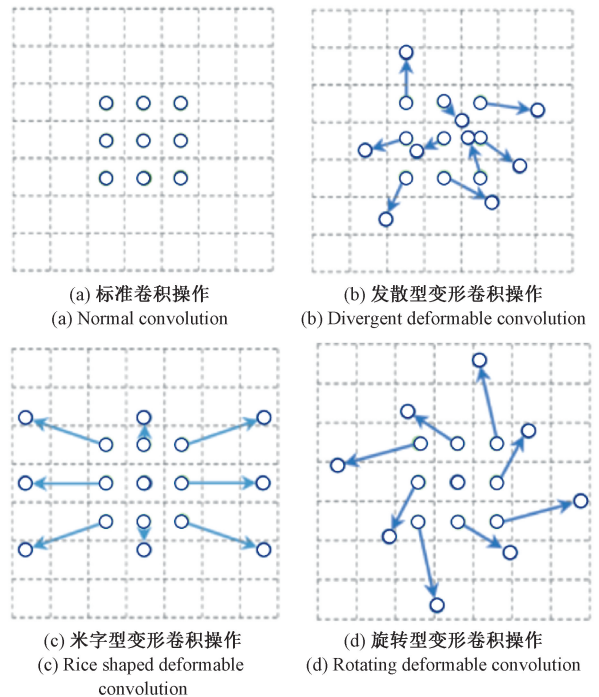 (a) 标准卷积操作
(a) Normal convolution
(b) 发散型变形卷积操作
(b) Divergent deformable convolution
(c) 米字型变形卷积操作
(c) Rice shaped deformable
convolution
(d) 旋转型变形卷积操作
(d) Rotating deformable convolution